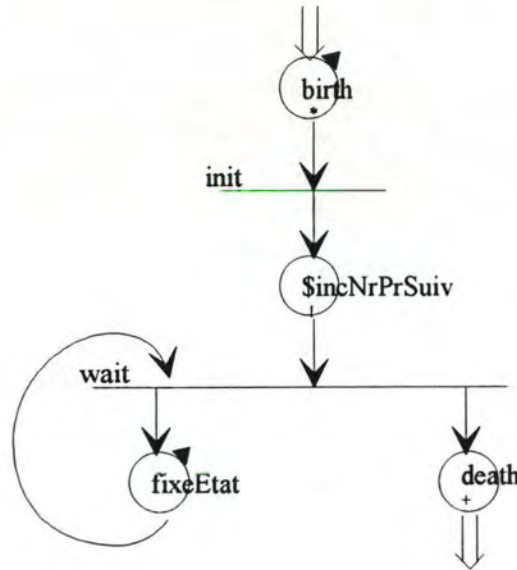 birth
*
init
$incNrPrSuiv
!
wait
fixeEtat
death
+